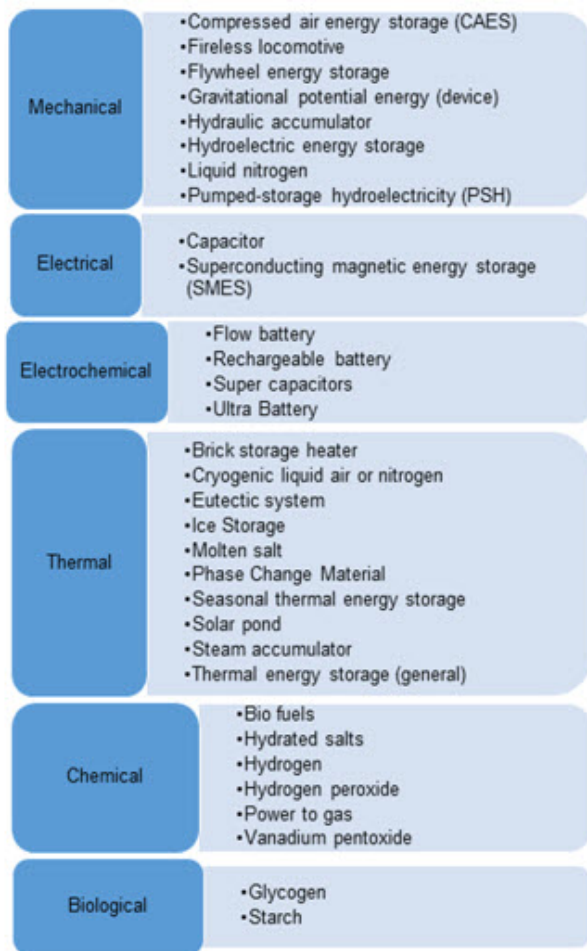 Mechanical
•Compressed air energy storage (CAES)
•Fireless locomotive
•Flywheel energy storage
•Gravitational potential energy (device)
•Hydraulic accumulator
•Hydroelectric energy storage
•Liquid nitrogen
•Pumped-storage hydroelectricity (PSH)
Electrical
•Capacitor
•Superconducting magnetic energy storage
(SMES)
Electrochemical
•Flow battery
•Rechargeable battery
•Super capacitors
•Ultra Battery
Thermal
•Brick storage heater
•Cryogenic liquid air or nitrogen
•Eutectic system
•Ice Storage
•Molten salt
•Phase Change Material
•Seasonal thermal energy storage
•Solar pond
•Steam accumulator
•Thermal energy storage (general)
Chemical
•Bio fuels
•Hydrated salts
•Hydrogen
•Hydrogen peroxide
•Power to gas
•Vanadium pentoxide
Biological
•Glycogen
•Starch